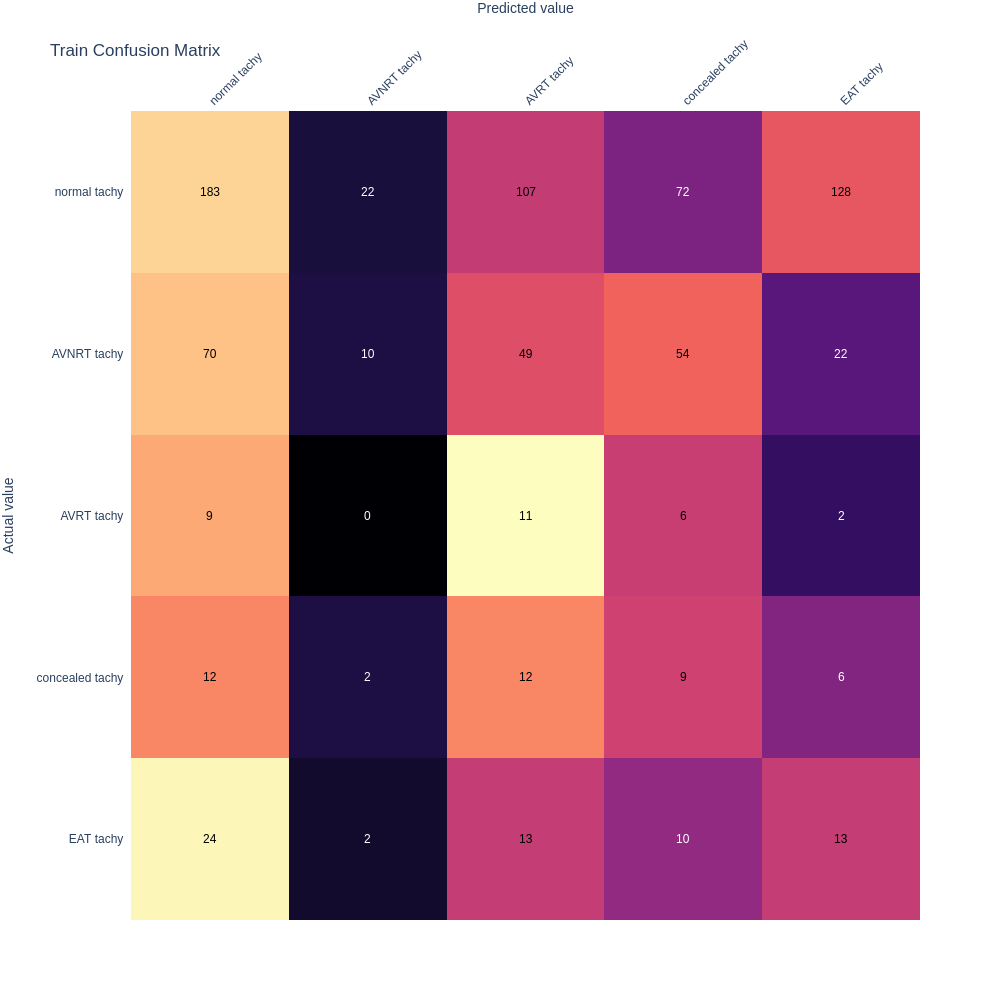 Predicted value
Train Confusion Matrix
normal tachy AVNRT tachy AVRT tachy concealed tachy EAT tachy
Actual value
normal tachy 183 22 107 72 128
AVNRT tachy 70 10 49 54 22
AVRT tachy 9 0 11 6 2
concealed tachy 12 2 12 9 6
EAT tachy 24 2 13 10 13